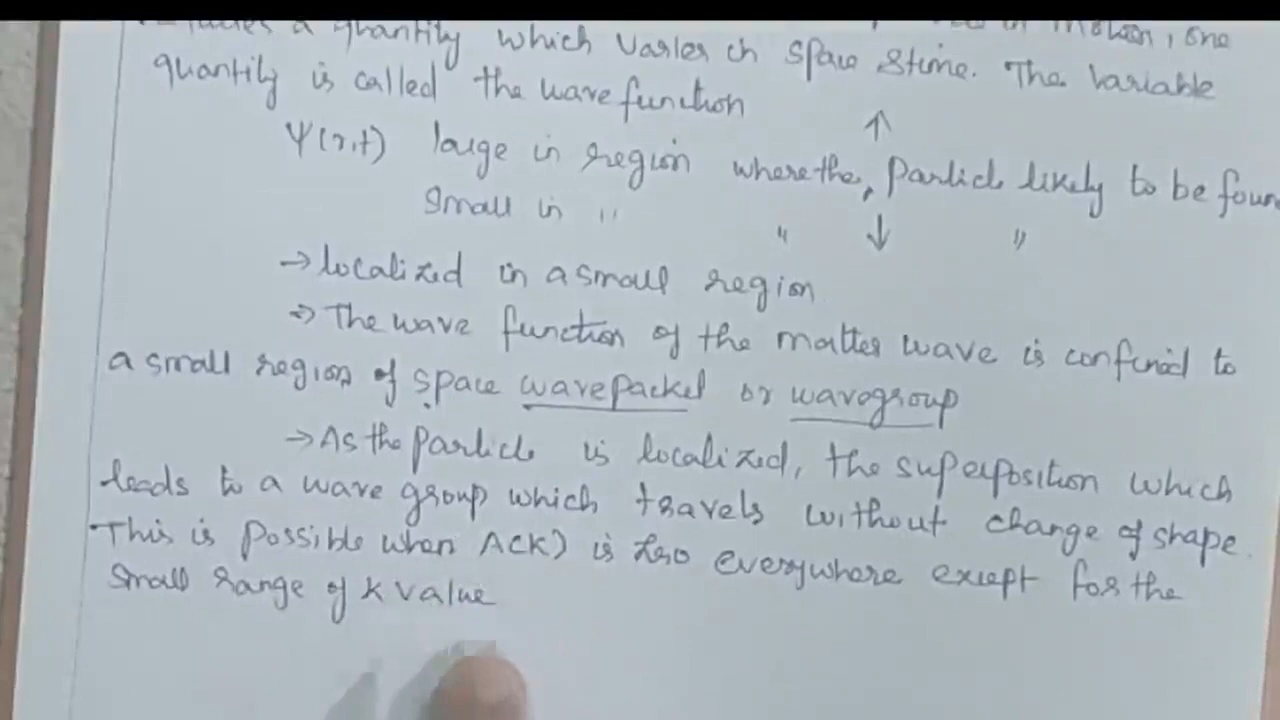 a quantity which varies in space & time. The variable
quantity is called the wave function
↑
Ψ(r,t) large in region where the, particle likely to be foun
small in " " ↓ "
→ localized in a small region
→ The wave function of the matter wave is confined to
a small region of space wavepacket or wavegroup
→ As the particle is localized, the superposition which
leads to a wave group which travels without change of shape.
This is possible when A(K) is zero everywhere except for the
small range of k value